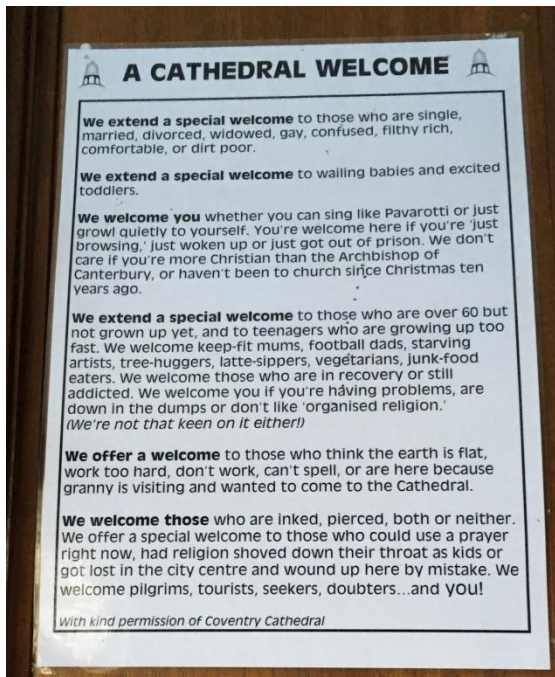 A CATHEDRAL WELCOME
We extend a special welcome to those who are single,
married, divorced, widowed, gay, confused, filthy rich,
comfortable, or dirt poor.
We extend a special welcome to wailing babies and excited
toddlers.
We welcome you whether you can sing like Pavarotti or just
growl quietly to yourself. You're welcome here if you're 'just
browsing,' just woken up or just got out of prison. We don't
care if you're more Christian than the Archbishop of
Canterbury, or haven't been to church since Christmas ten
years ago.
We extend a special welcome to those who are over 60 but
not grown up yet, and to teenagers who are growing up too
fast. We welcome keep-fit mums, football dads, starving
artists, tree-huggers, latte-sippers, vegetarians, junk-food
eaters. We welcome those who are in recovery or still
addicted. We welcome you if you're having problems, are
down in the dumps or don't like 'organised religion.'
(We're not that keen on it either!)
We offer a welcome to those who think the earth is flat,
work too hard, don't work, can't spell, or are here because
granny is visiting and wanted to come to the Cathedral.
We welcome those who are inked, pierced, both or neither.
We offer a special welcome to those who could use a prayer
right now, had religion shoved down their throat as kids or
got lost in the city centre and wound up here by mistake. We
welcome pilgrims, tourists, seekers, doubters...and you!
With kind permission of Coventry Cathedral